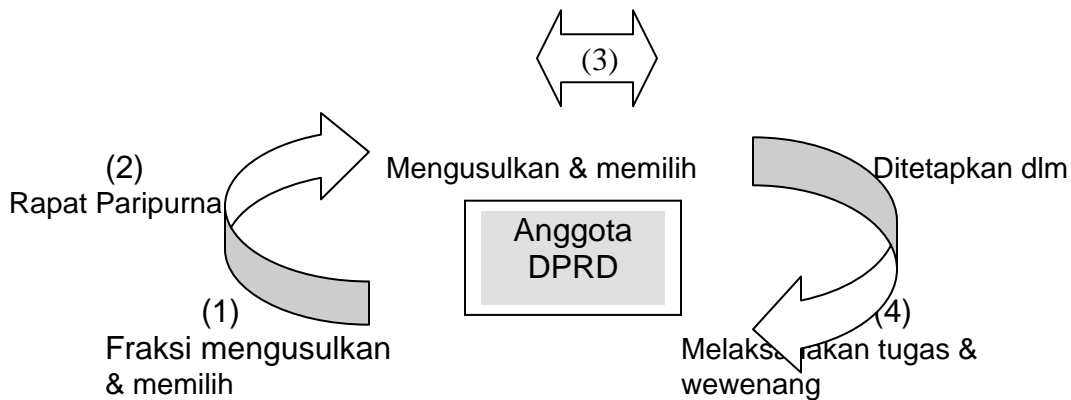 (3)
(2)
Rapat Paripurna
Mengusulkan & memilih
Ditetapkan dlm
Anggota
DPRD
(1)
Fraksi mengusulkan
& memilih
(4)
Melaksanakan tugas &
wewenang